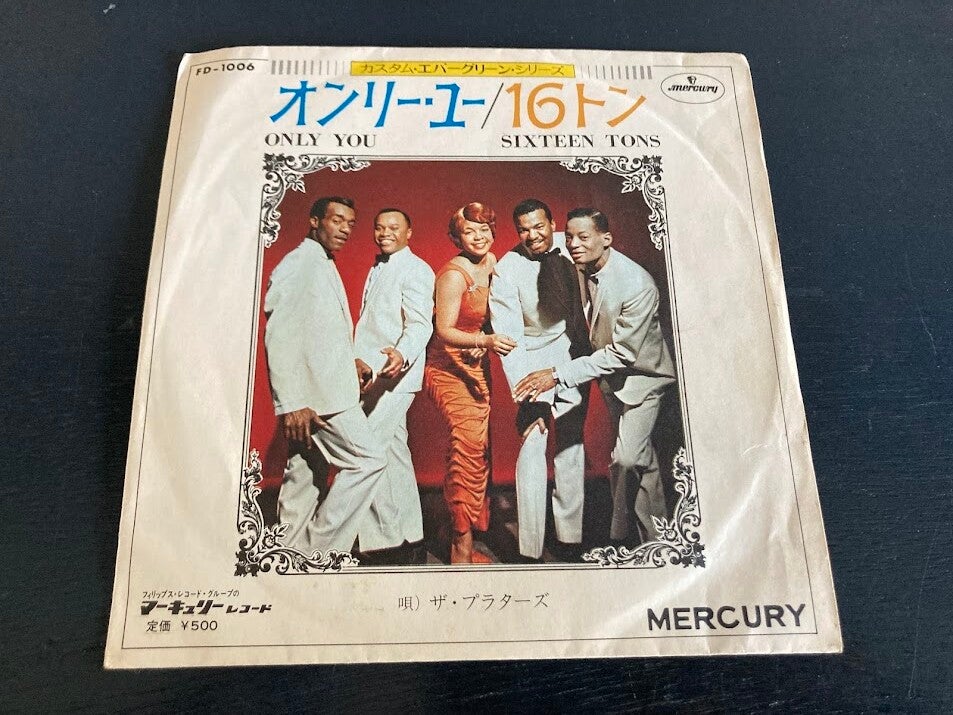 FD-1006
カスタム・エバーグリーン・シリーズ
mercury
オンリー・ユー/16トン
ONLY YOU SIXTEEN TONS
唄) ザ・プラターズ
フィリップス・レコード・グループの
マーキュリーレコード
定価 ¥500
MERCURY